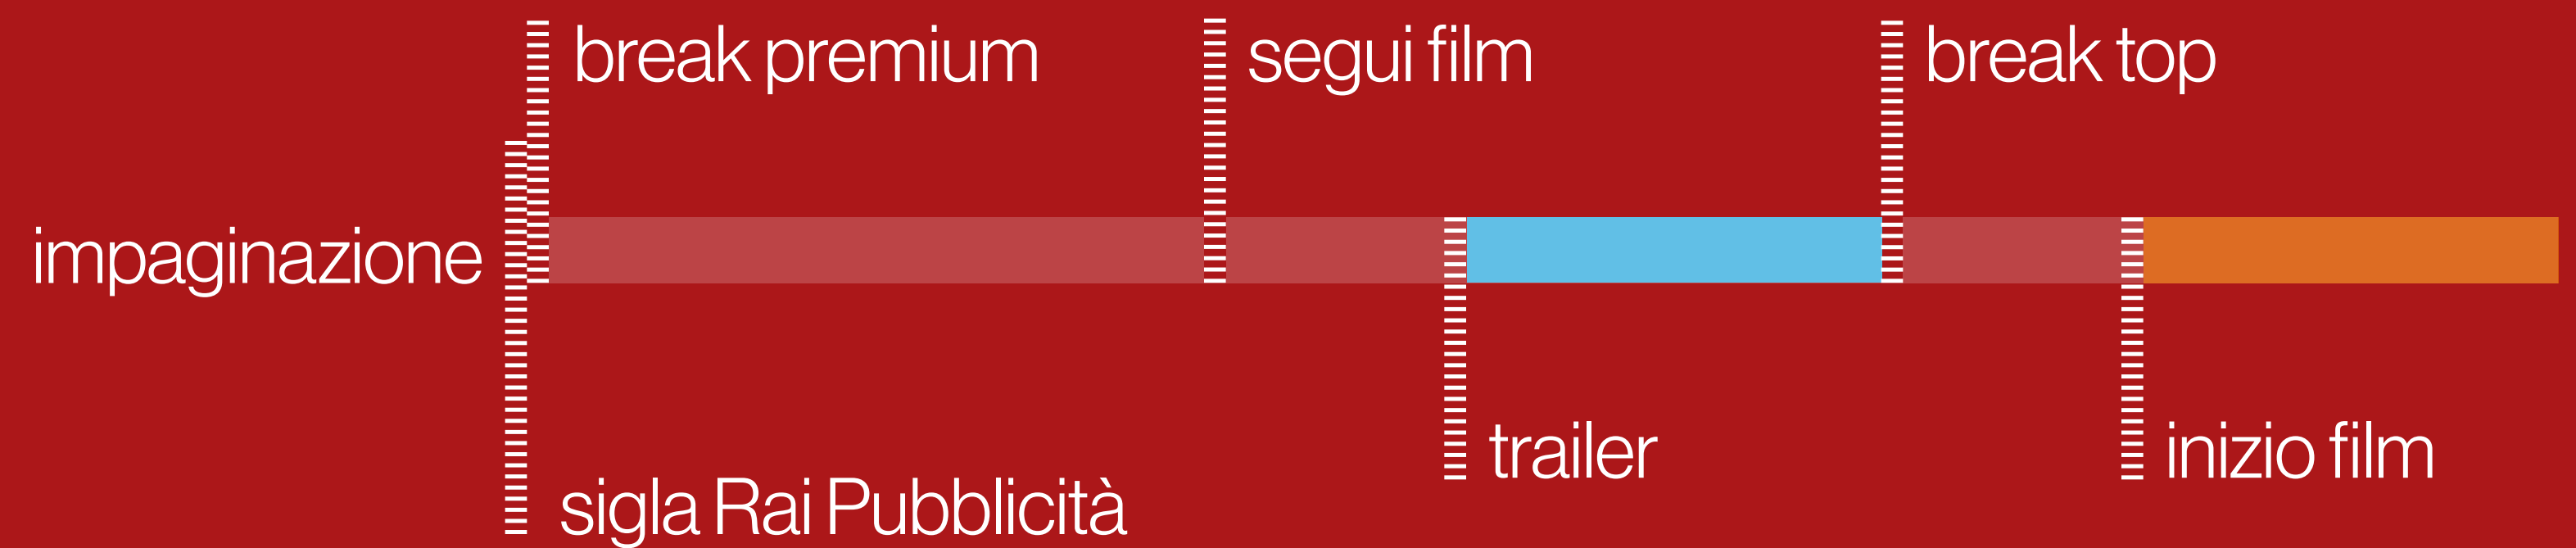 break premium
segui film
break top
impaginazione
trailer
inizio film
sigla Rai Pubblicità